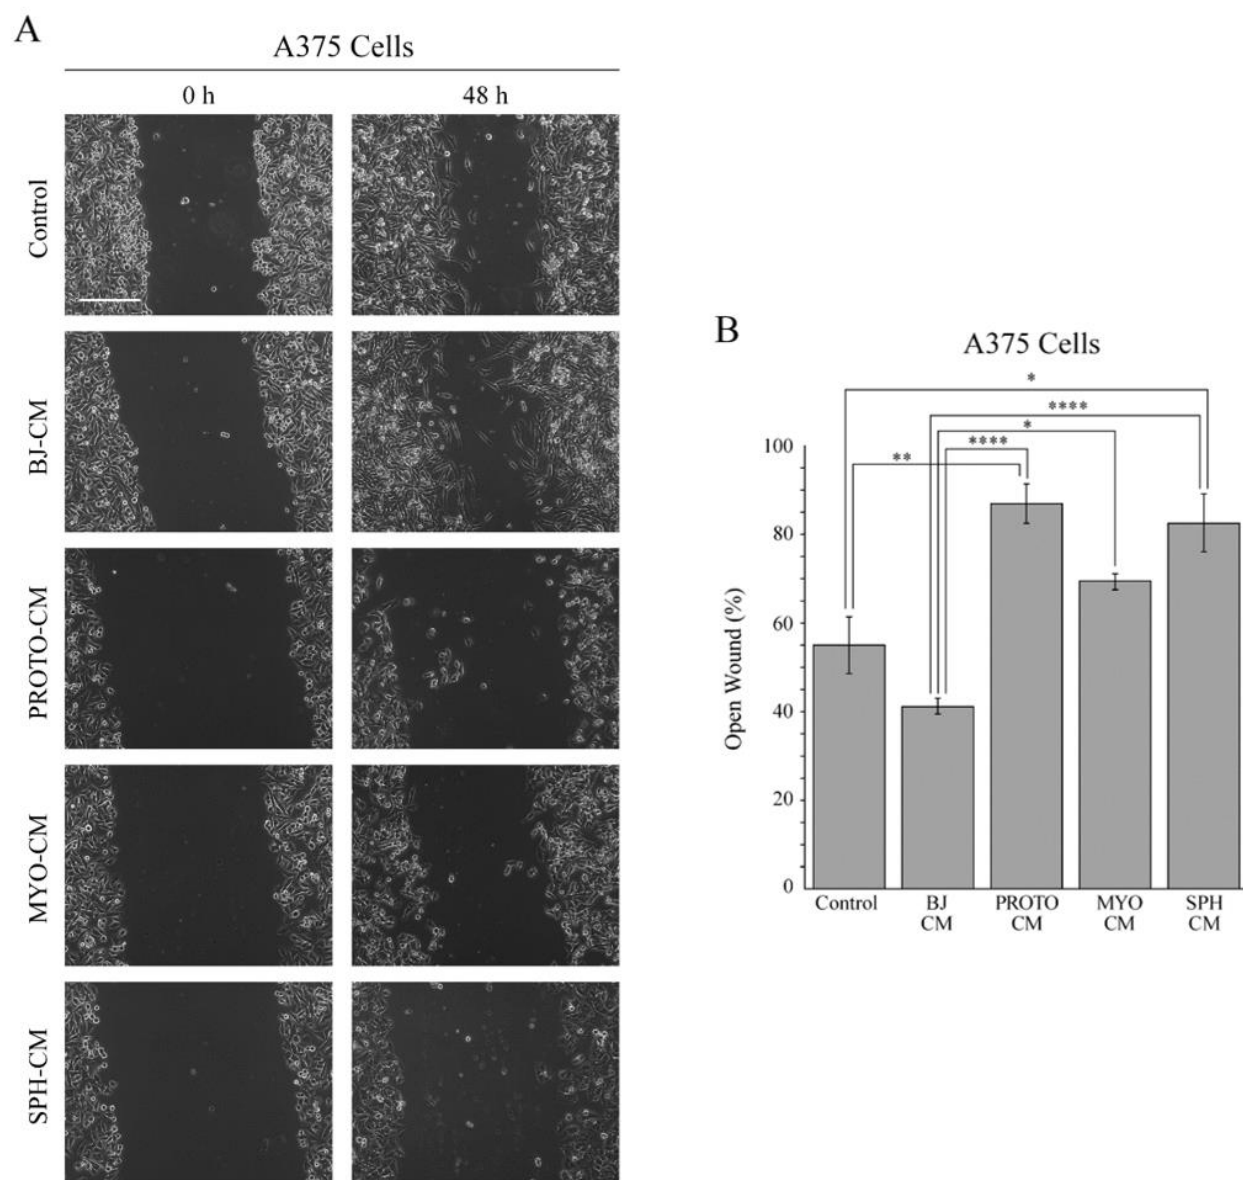 A
A375 Cells
0 h 48 h
Control
BJ-CM
PROTO-CM
MYO-CM
SPH-CM
B
A375 Cells
*
****
*
****
**
Open Wound (%)
100
80
60
40
20
0
Control BJ CM PROTO CM MYO CM SPH CM